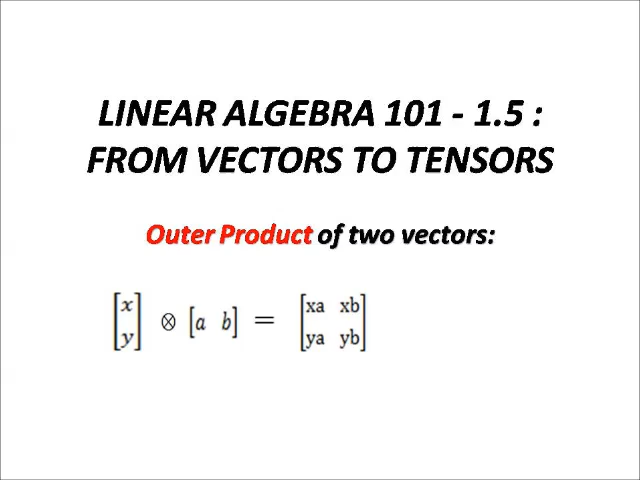 LINEAR ALGEBRA 101 - 1.5 :
FROM VECTORS TO TENSORS
Outer Product of two vectors:
[x y] ⊗ [a b] = [xa xb
ya yb]